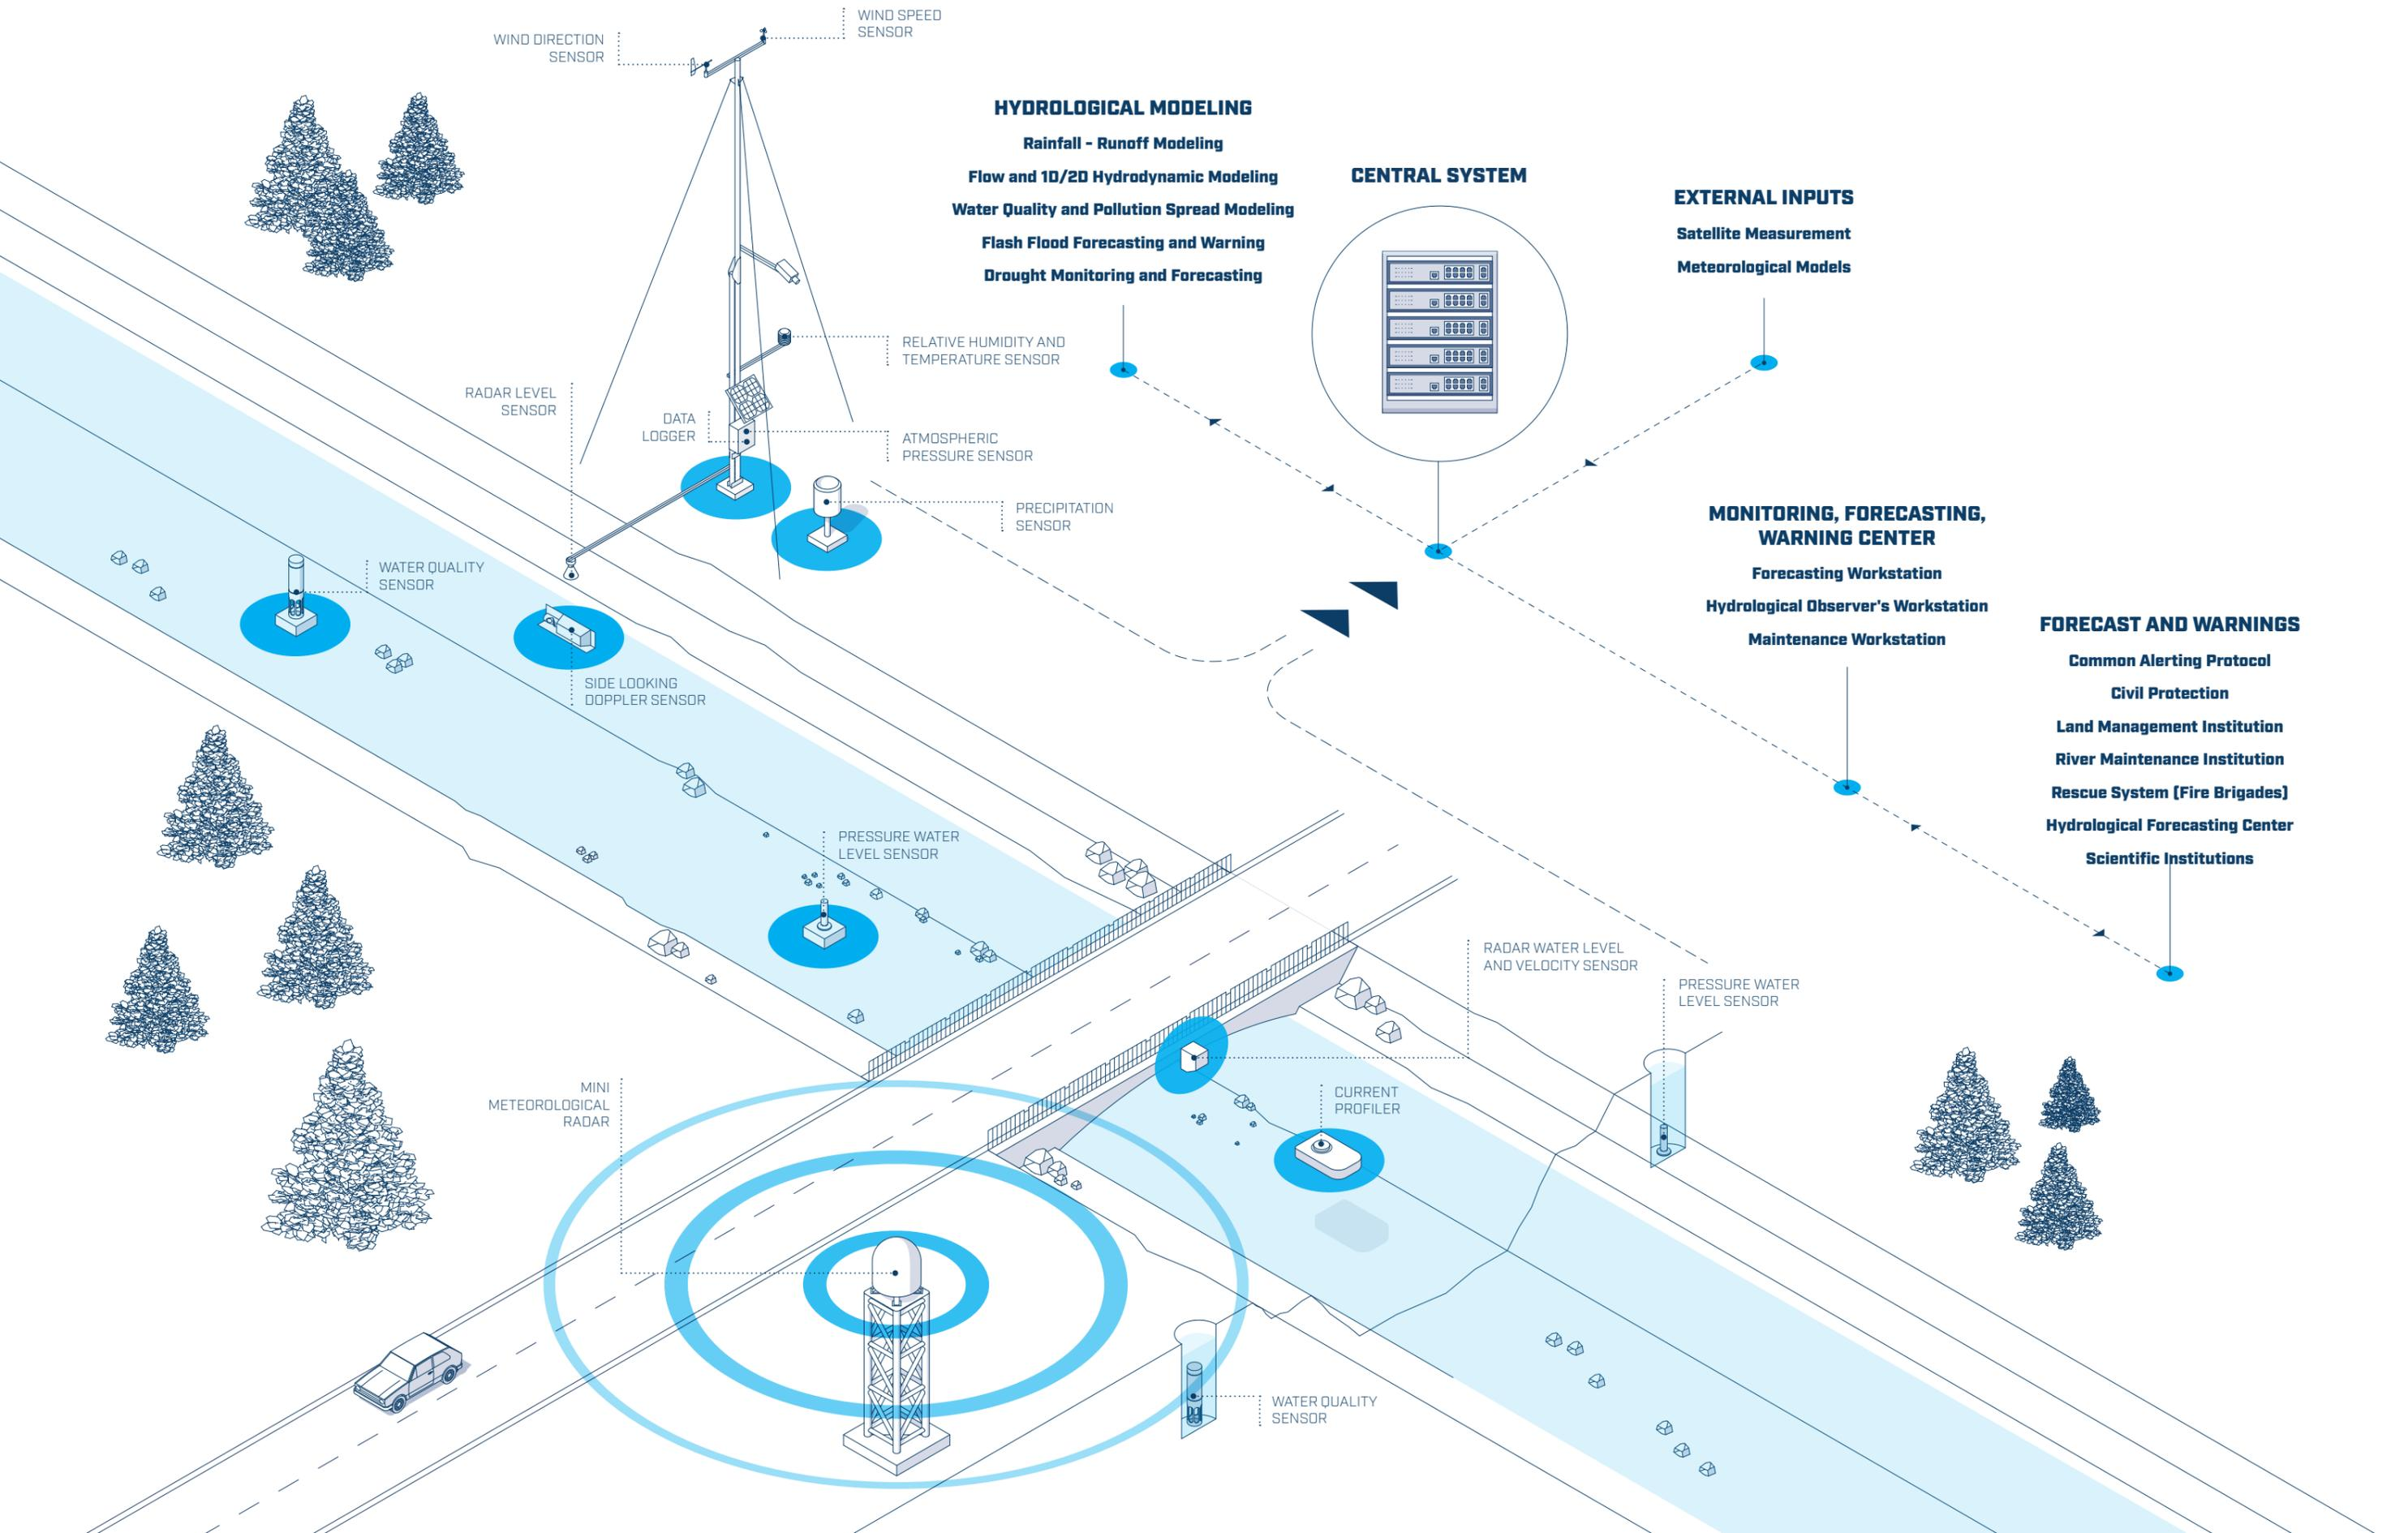 WIND SPEED
SENSOR
WIND DIRECTION
SENSOR
HYDROLOGICAL MODELING
Rainfall - Runoff Modeling
Flow and 1D/2D Hydrodynamic Modeling
Water Quality and Pollution Spread Modeling
Flash Flood Forecasting and Warning
Drought Monitoring and Forecasting
CENTRAL SYSTEM
EXTERNAL INPUTS
Satellite Measurement
Meteorological Models
RELATIVE HUMIDITY AND
TEMPERATURE SENSOR
RADAR LEVEL
SENSOR
DATA
LOGGER
ATMOSPHERIC
PRESSURE SENSOR
PRECIPITATION
SENSOR
MONITORING, FORECASTING,
WARNING CENTER
Forecasting Workstation
Hydrological Observer's Workstation
Maintenance Workstation
WATER QUALITY
SENSOR
FORECAST AND WARNINGS
Common Alerting Protocol
Civil Protection
Land Management Institution
River Maintenance Institution
Rescue System (Fire Brigades)
Hydrological Forecasting Center
Scientific Institutions
SIDE LOOKING
DOPPLER SENSOR
PRESSURE WATER
LEVEL SENSOR
RADAR WATER LEVEL
AND VELOCITY SENSOR
PRESSURE WATER
LEVEL SENSOR
MINI
METEOROLOGICAL
RADAR
CURRENT
PROFILER
WATER QUALITY
SENSOR